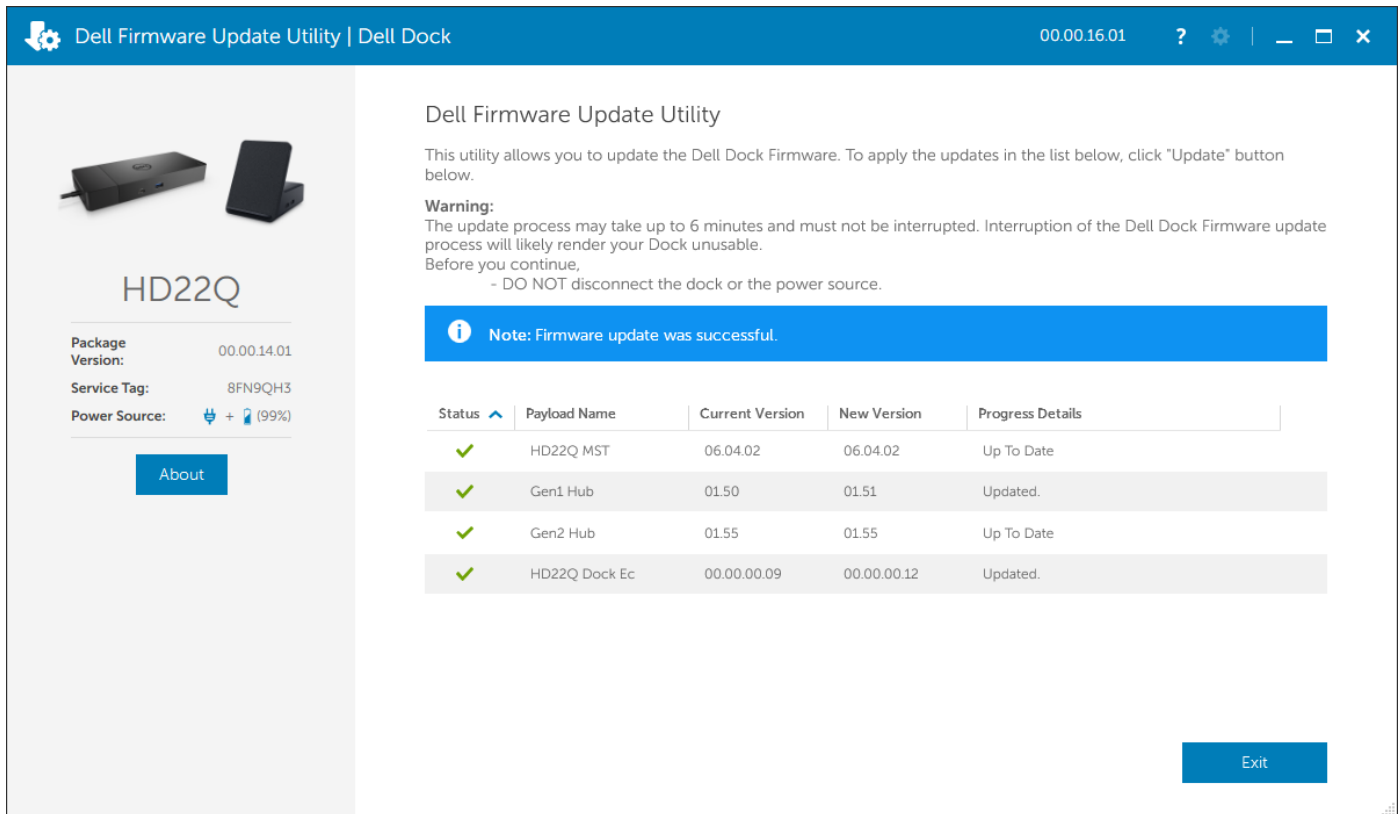 Dell Firmware Update Utility | Dell Dock
00.00.16.01
?
HD22Q
Package Version: 00.00.14.01
Service Tag: 8FN9QH3
Power Source: + (99%)
About
Dell Firmware Update Utility
This utility allows you to update the Dell Dock Firmware. To apply the updates in the list below, click "Update" button
below.
Warning:
The update process may take up to 6 minutes and must not be interrupted. Interruption of the Dell Dock Firmware update
process will likely render your Dock unusable.
Before you continue,
- DO NOT disconnect the dock or the power source.
Note: Firmware update was successful.
Status Payload Name Current Version New Version Progress Details
HD22Q MST 06.04.02 06.04.02 Up To Date
Gen1 Hub 01.50 01.51 Updated.
Gen2 Hub 01.55 01.55 Up To Date
HD22Q Dock Ec 00.00.00.09 00.00.00.12 Updated.
Exit